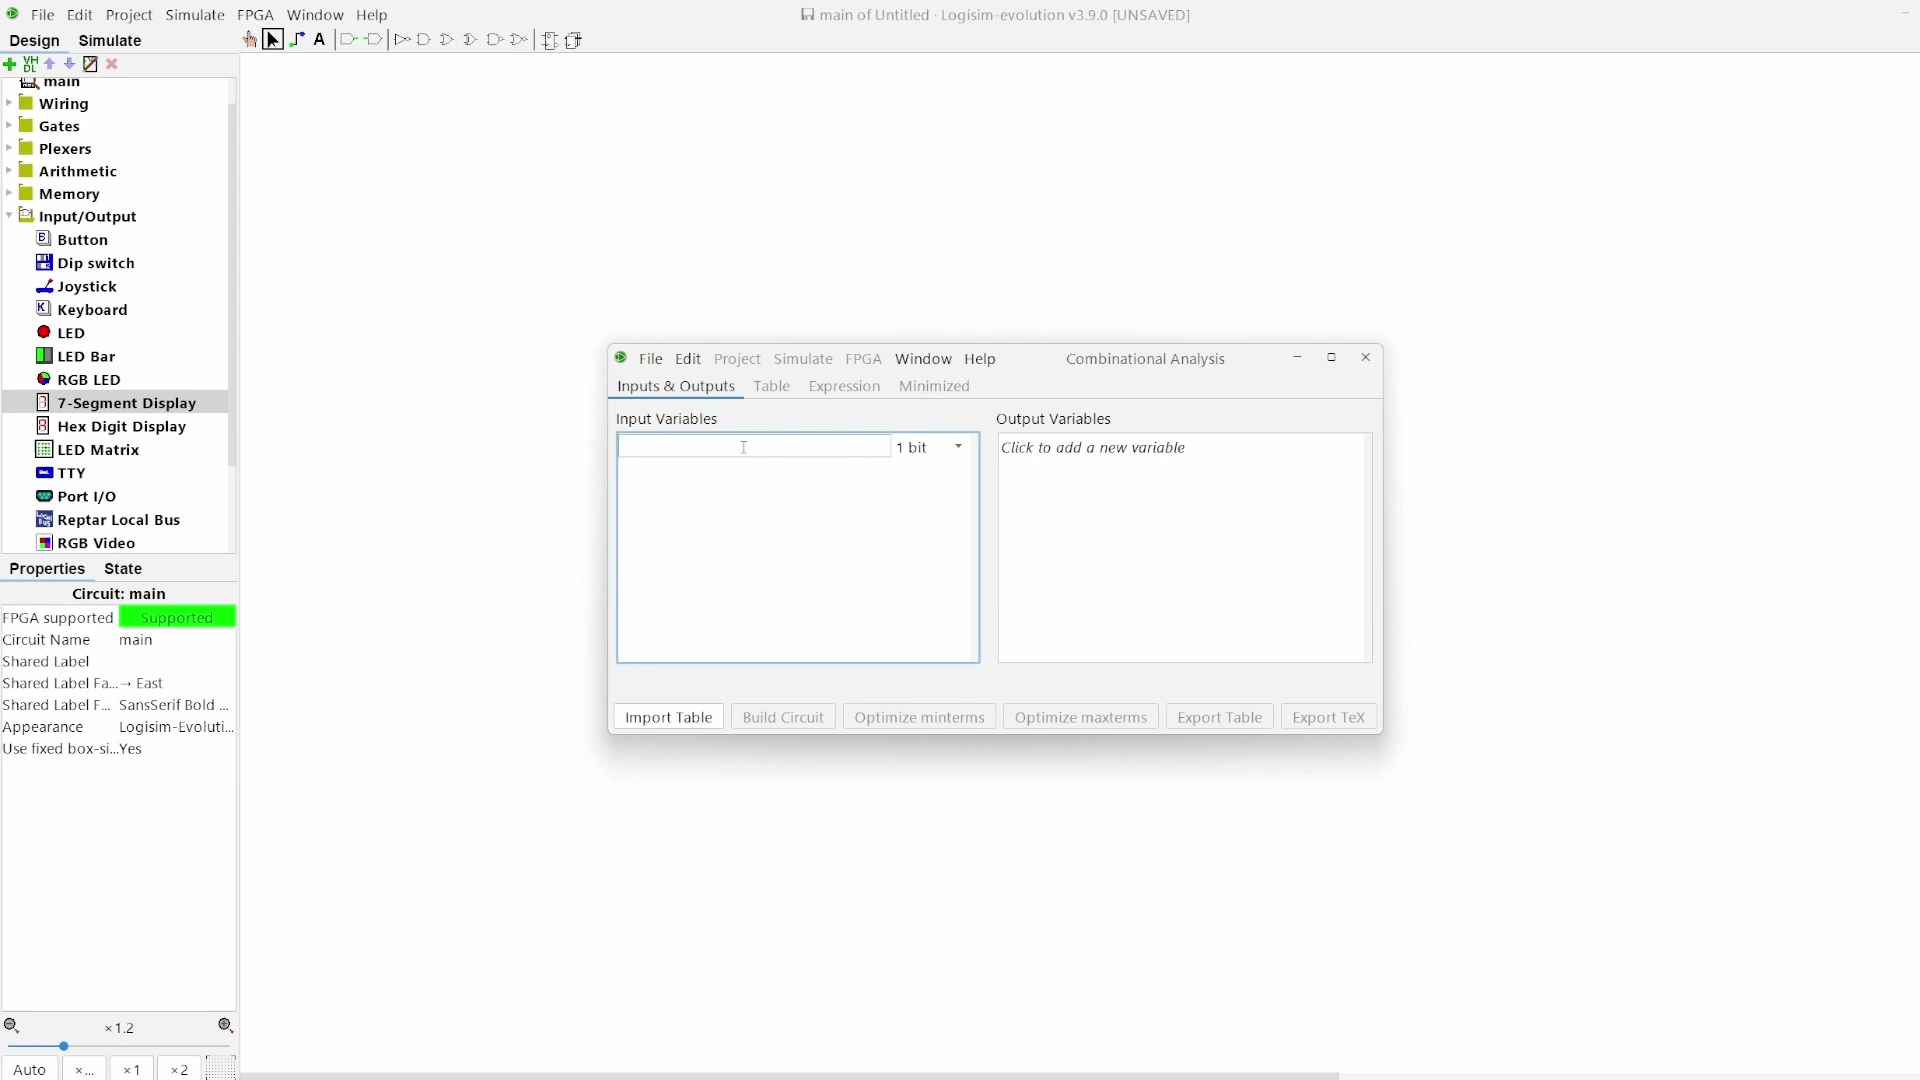 File Edit Project Simulate FPGA Window Help
main of Untitled · Logisim-evolution v3.9.0 [UNSAVED]
Design Simulate
A
VH
DL
main
Wiring
Gates
Plexers
Arithmetic
Memory
Input/Output
Button
Dip switch
Joystick
Keyboard
LED
LED Bar
RGB LED
7-Segment Display
Hex Digit Display
LED Matrix
TTY
Port I/O
Reptar Local Bus
RGB Video
Properties State
Circuit: main
FPGA supported Supported
Circuit Name main
Shared Label
Shared Label Fa...→ East
Shared Label F... SansSerif Bold ...
Appearance Logisim-Evoluti...
Use fixed box-si...Yes
×1.2
Auto ×... ×1 ×2
File Edit Project Simulate FPGA Window Help Combinational Analysis
Inputs & Outputs Table Expression Minimized
Input Variables Output Variables
1 bit Click to add a new variable
Import Table Build Circuit Optimize minterms Optimize maxterms Export Table Export TeX